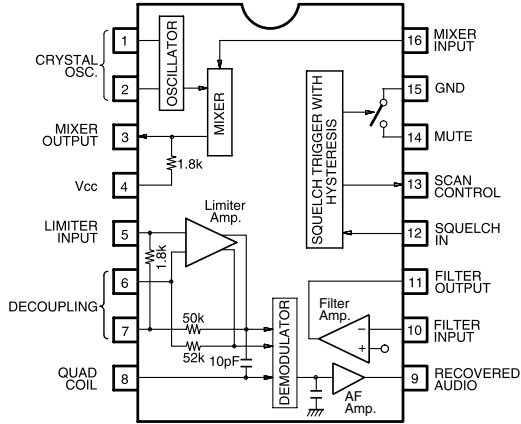 1
CRYSTAL
OSC.
2
OSCILLATOR
MIXER
16
MIXER
INPUT
15
GND
SQUELCH TRIGGER WITH
HYSTERESIS
MIXER
OUTPUT
3
14
MUTE
1.8k
Vcc
4
13
SCAN
CONTROL
Limiter
Amp.
LIMITER
INPUT
5
12
SQUELCH
IN
1.8k
6
DECOUPLING
7
11
FILTER
OUTPUT
Filter
Amp.
50k
52k
10pF
DEMODULATOR
–
+
10
FILTER
INPUT
QUAD
COIL
8
AF
Amp.
9
RECOVERED
AUDIO